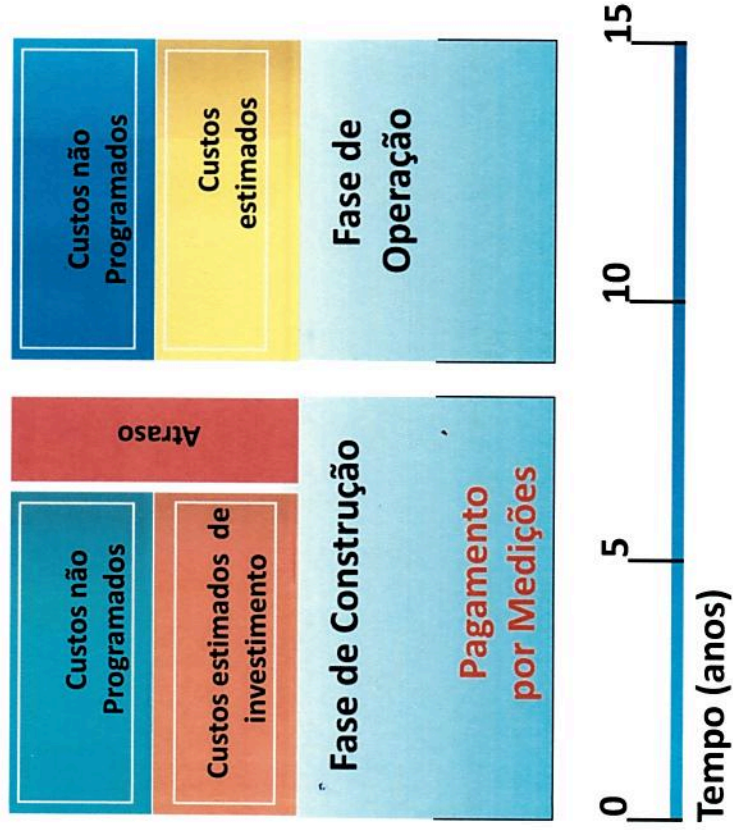 Custos não
Programados
Custos estimados de
investimento
Atraso
Fase de Construção
Pagamento
por Medições
Custos não
Programados
Custos
estimados
Fase de
Operação
0
5
10
15
Tempo (anos)